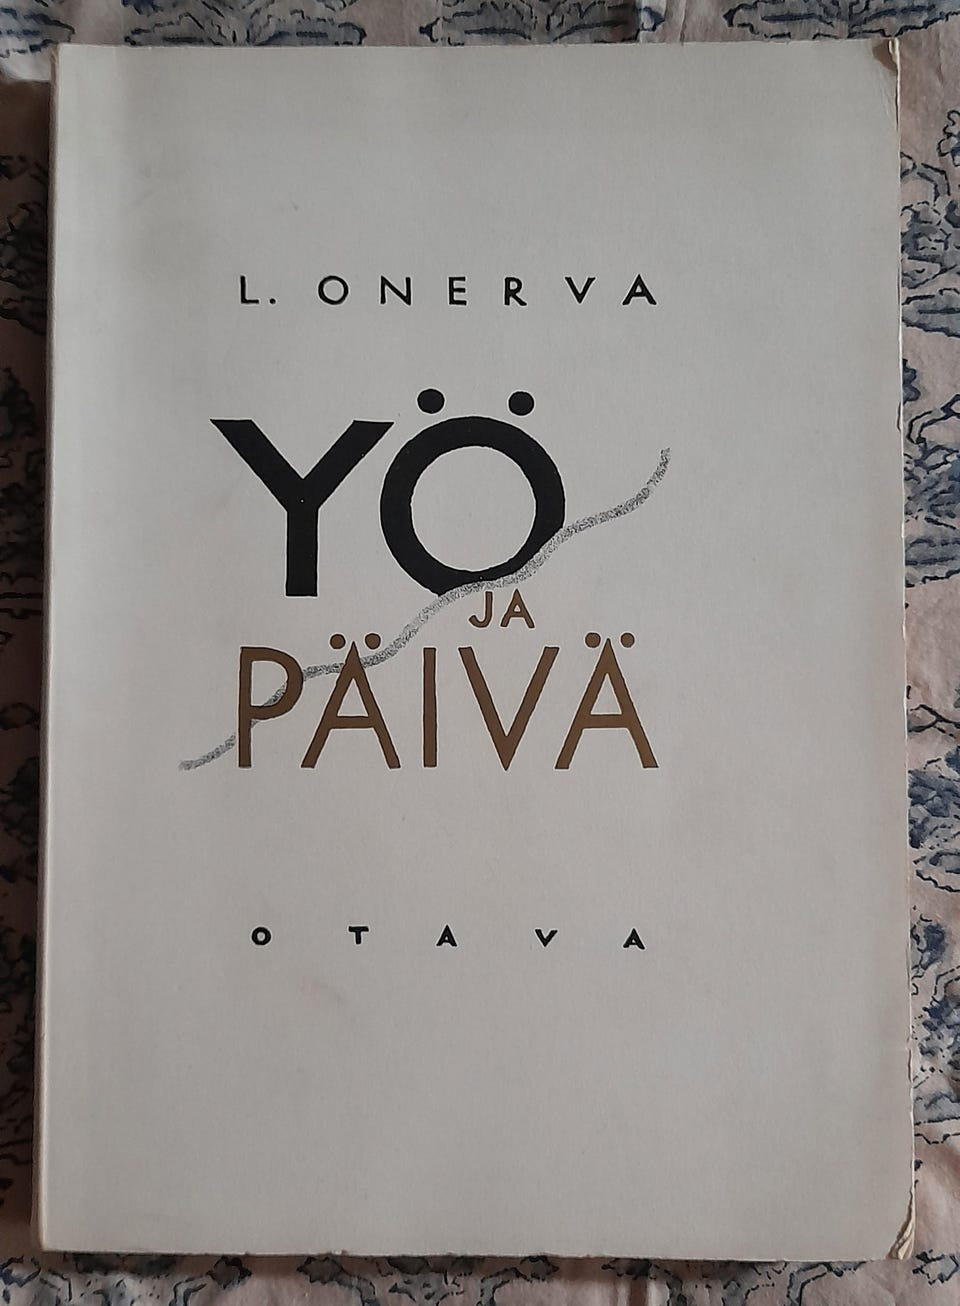 L. ONERVA
YÖ
JA
PÄIVÄ
OTAVA